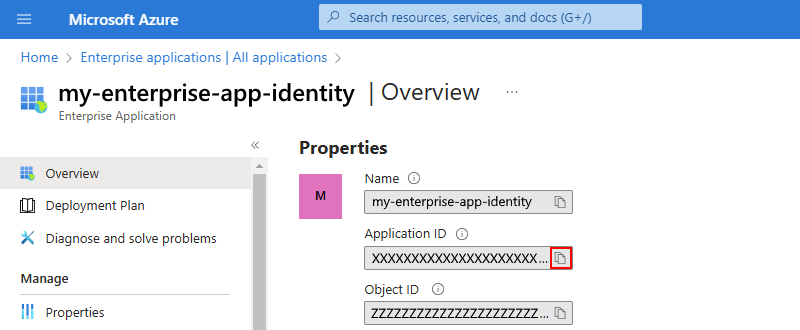 Microsoft Azure
Search resources, services, and docs (G+/)
Home > Enterprise applications | All applications >
my-enterprise-app-identity | Overview ...
Enterprise Application
«
Overview
Deployment Plan
Diagnose and solve problems
Manage
Properties
Properties
M
Name
my-enterprise-app-identity
Application ID
XXXXXXXXXXXXXXXXXXXXX...
Object ID
ZZZZZZZZZZZZZZZZZZZZZZ...